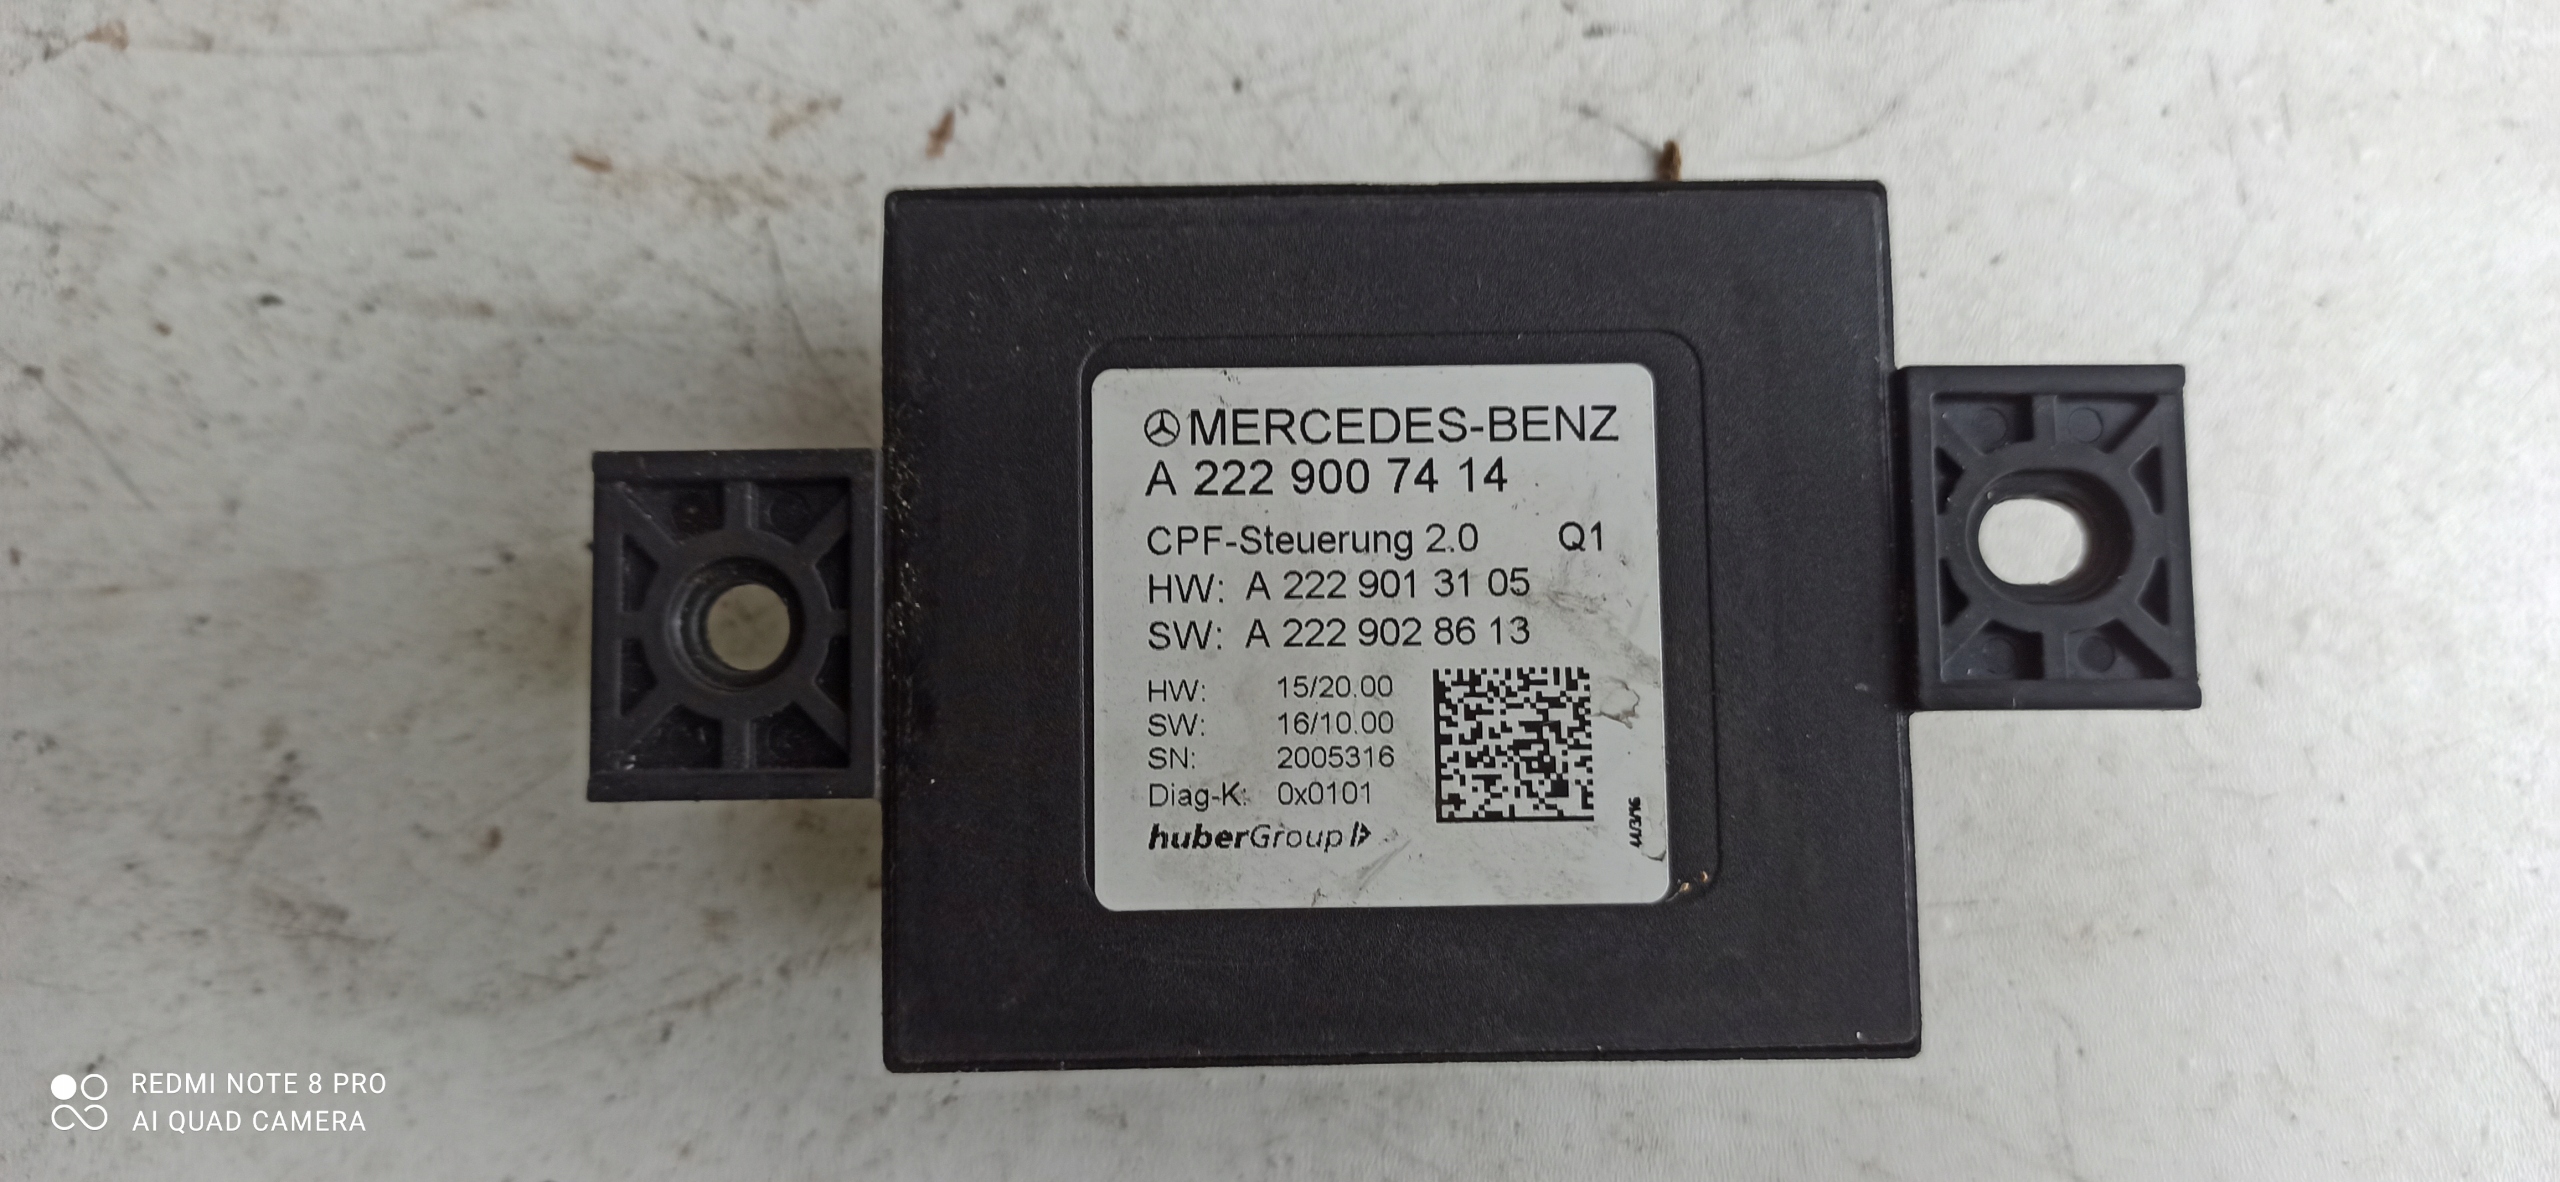 MERCEDES-BENZ
A 222 900 74 14
CPF-Steuerung 2.0 Q1
HW: A 222 901 31 05
SW: A 222 902 86 13
HW: 15/20.00
SW: 16/10.00
SN: 2005316
Diag-K: 0x0101
huberGroup
REDMI NOTE 8 PRO
AI QUAD CAMERA